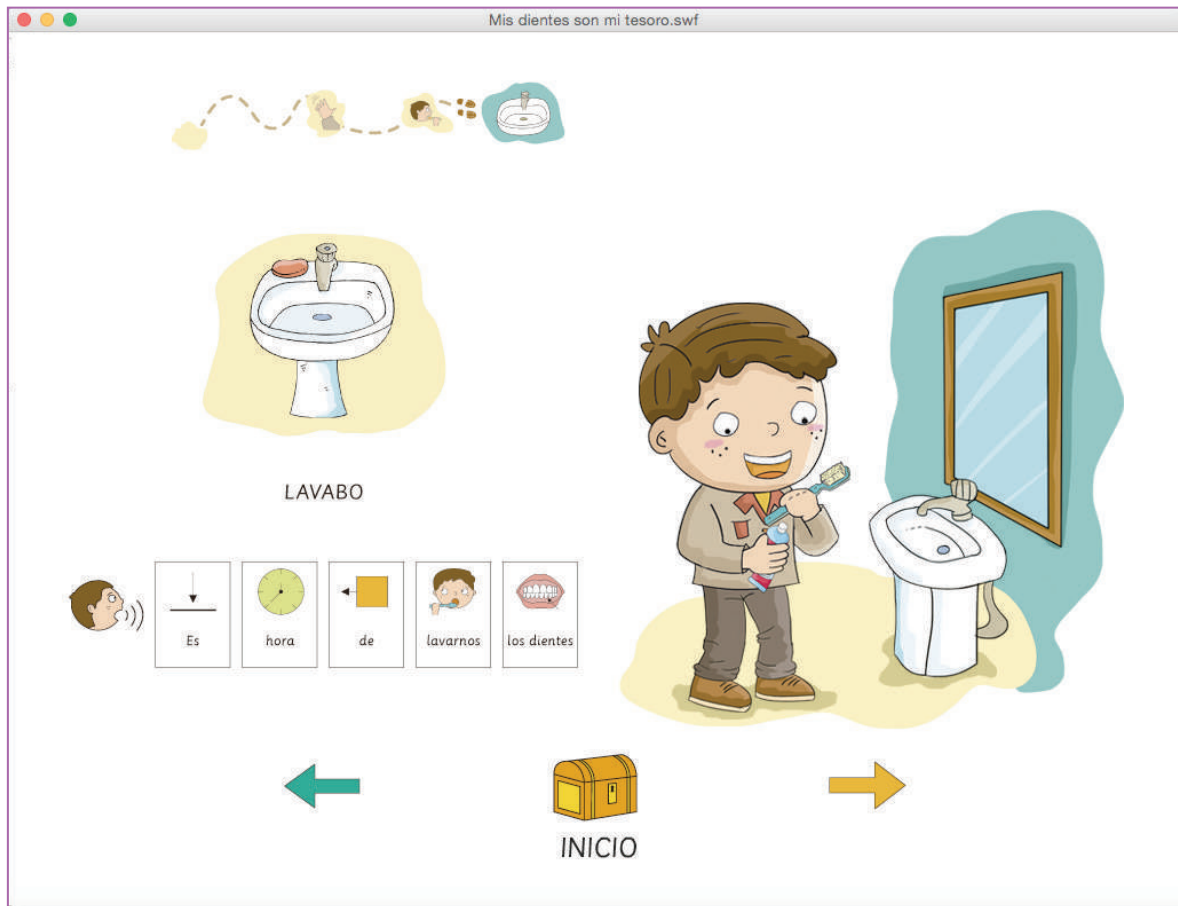 Mis dientes son mi tesoro.swf
LAVABO
Es hora de lavarnos los dientes
INICIO